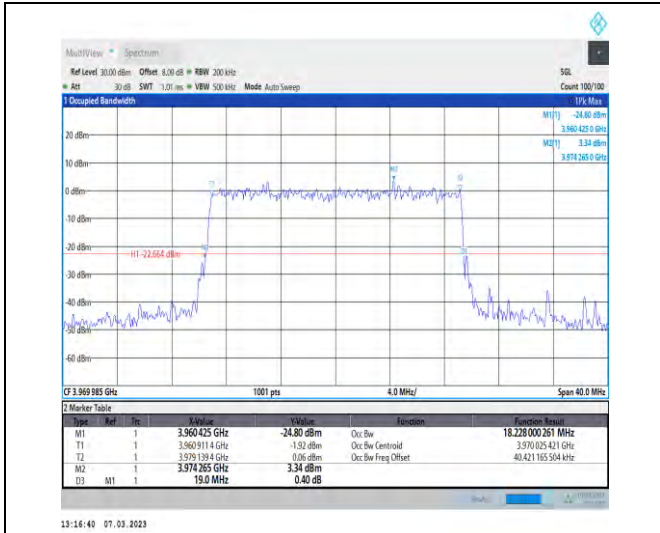 MultiView Spectrum
Ref Level 30.00 dBm Offset 8.00 dB RBW 200 kHz SGL
Att 30 dB SWT 1.01 ms VBW 500 kHz Mode Auto Sweep Count 100/100
1 Occupied Bandwidth 1Pk Max
M1[1] -24.80 dBm
3.960 425 0 GHz
M2[1] 3.34 dBm
3.974 265 0 GHz
20 dBm
10 dBm
M2
0 dBm
-10 dBm
-20 dBm
H1 -22.664 dBm
-30 dBm
-40 dBm
-50 dBm
-60 dBm
CF 3.969 985 GHz 1001 pts 4.0 MHz/ Span 40.0 MHz
2 Marker Table
Type Ref Trc X-Value Y-Value Function Function Result
M1 1 3.960 425 GHz -24.80 dBm Occ Bw 18.228 000 261 MHz
T1 1 3.960 911 4 GHz -1.92 dBm Occ Bw Centroid 3.970 025 421 GHz
T2 1 3.979 139 4 GHz 0.06 dBm Occ Bw Freq Offset 40.421 165 504 kHz
M2 1 3.974 265 GHz 3.34 dBm
D3 M1 1 19.0 MHz 0.40 dB
13:16:40 07.03.2023